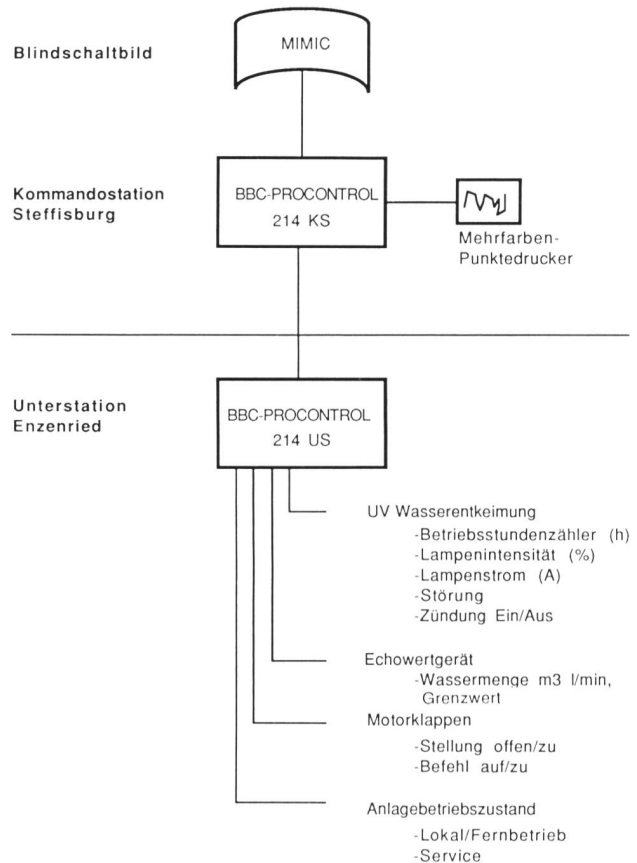 Blindschaltbild
MIMIC
Kommandostation
Steffisburg
BBC-PROCONTROL
214 KS
Mehrfarben-
Punktedrucker
Unterstation
Enzenried
BBC-PROCONTROL
214 US
UV Wasserentkeimung
-Betriebsstundenzähler (h)
-Lampenintensität (%)
-Lampenstrom (A)
-Störung
-Zündung Ein/Aus
Echowertgerät
-Wassermenge m3 l/min,
Grenzwert
Motorklappen
-Stellung offen/zu
-Befehl auf/zu
Anlagebetriebszustand
-Lokal/Fernbetrieb
-Service